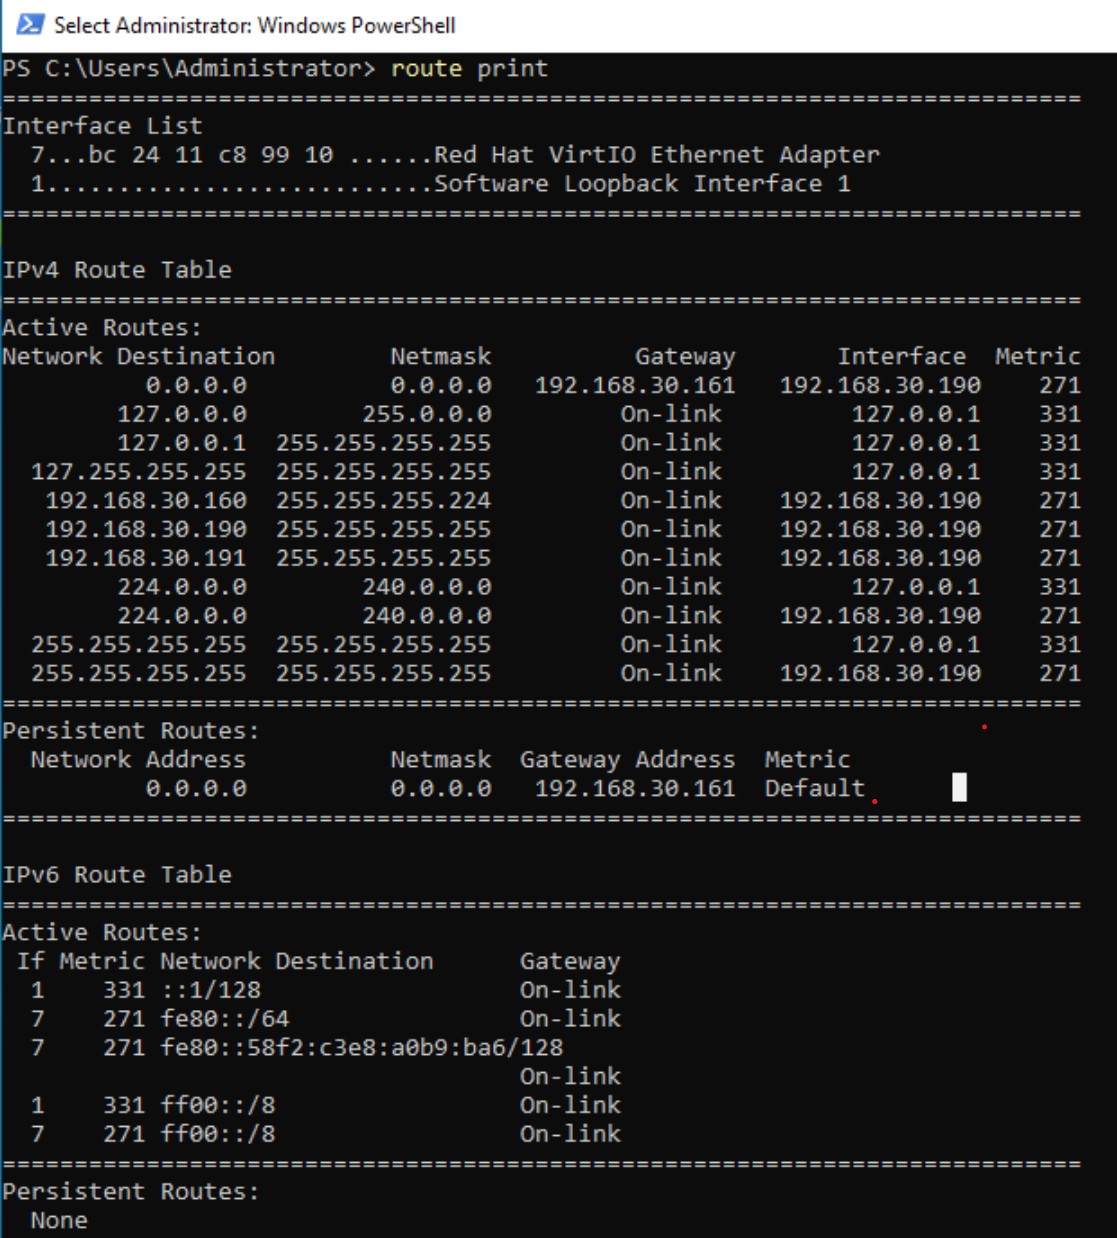 Select Administrator: Windows PowerShell
PS C:\Users\Administrator> route print
===========================================================================
Interface List
  7...bc 24 11 c8 99 10 ......Red Hat VirtIO Ethernet Adapter
  1...........................Software Loopback Interface 1
===========================================================================
IPv4 Route Table
===========================================================================
Active Routes:
Network Destination        Netmask          Gateway       Interface  Metric
          0.0.0.0          0.0.0.0   192.168.30.161   192.168.30.190    271
        127.0.0.0        255.0.0.0         On-link         127.0.0.1    331
        127.0.0.1  255.255.255.255         On-link         127.0.0.1    331
  127.255.255.255  255.255.255.255         On-link         127.0.0.1    331
   192.168.30.160  255.255.255.224         On-link    192.168.30.190    271
   192.168.30.190  255.255.255.255         On-link    192.168.30.190    271
   192.168.30.191  255.255.255.255         On-link    192.168.30.190    271
        224.0.0.0        240.0.0.0         On-link         127.0.0.1    331
        224.0.0.0        240.0.0.0         On-link    192.168.30.190    271
  255.255.255.255  255.255.255.255         On-link         127.0.0.1    331
  255.255.255.255  255.255.255.255         On-link    192.168.30.190    271
===========================================================================
Persistent Routes:
  Network Address          Netmask  Gateway Address  Metric
          0.0.0.0          0.0.0.0   192.168.30.161  Default
===========================================================================
IPv6 Route Table
===========================================================================
Active Routes:
 If Metric Network Destination      Gateway
  1    331 ::1/128                  On-link
  7    271 fe80::/64                On-link
  7    271 fe80::58f2:c3e8:a0b9:ba6/128
                                    On-link
  1    331 ff00::/8                 On-link
  7    271 ff00::/8                 On-link
===========================================================================
Persistent Routes:
  None